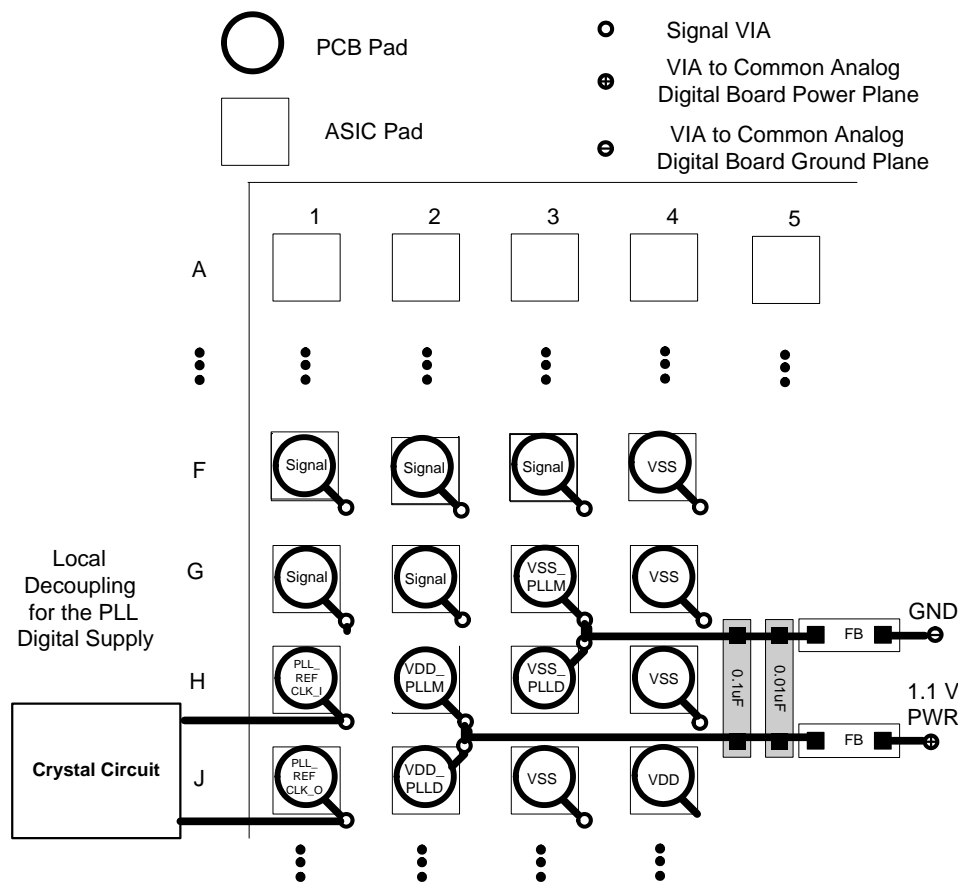 PCB Pad
Signal VIA
VIA to Common Analog
Digital Board Power Plane
ASIC Pad
VIA to Common Analog
Digital Board Ground Plane
1 2 3 4 5
A
F
Signal Signal Signal VSS
Local
Decoupling
for the PLL
Digital Supply
G
Signal Signal
VSS_
PLLM
VSS
GND
FB
H
PLL_
REF
CLK_I
VDD_
PLLM
VSS_
PLLD
VSS
0.1uF
0.01uF
1.1 V
PWR
FB
Crystal Circuit
J
PLL_
REF
CLK_O
VDD_
PLLD
VSS
VDD